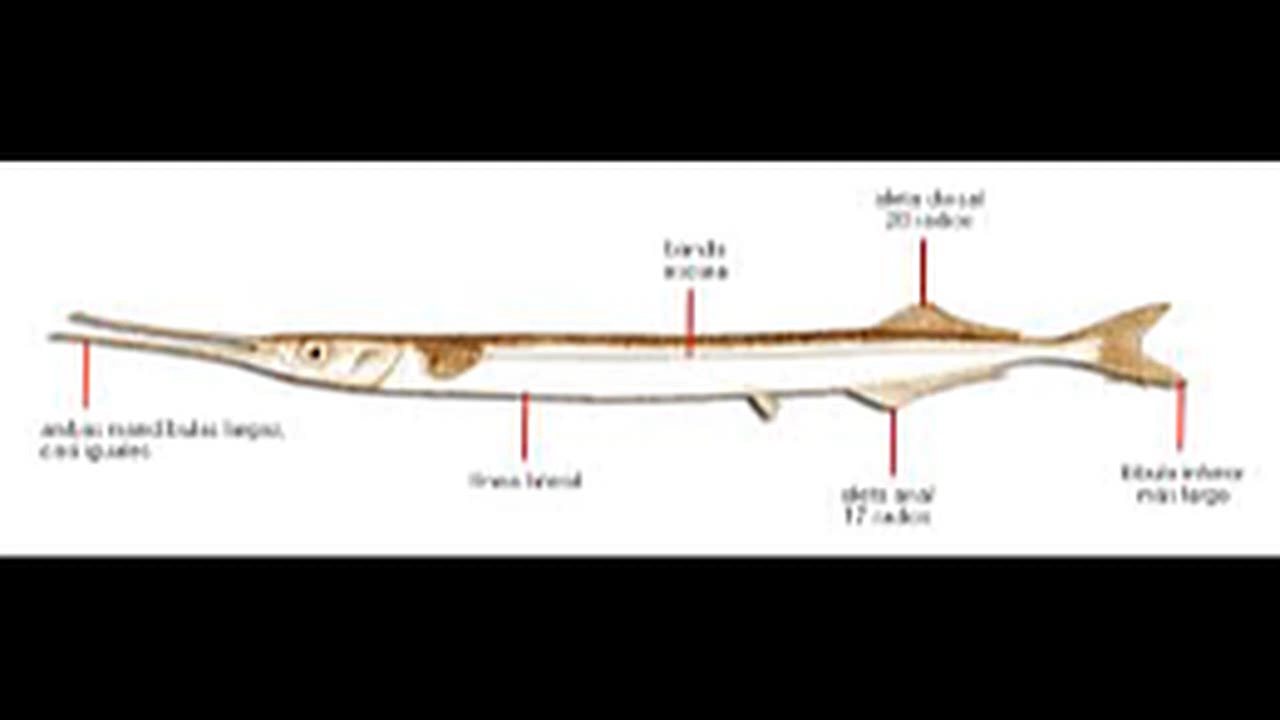 aleta dorsal
20 radios
banda
oscura
ambas mandíbulas largas,
casi iguales
línea lateral
aleta anal
17 radios
lóbulo inferior
más largo